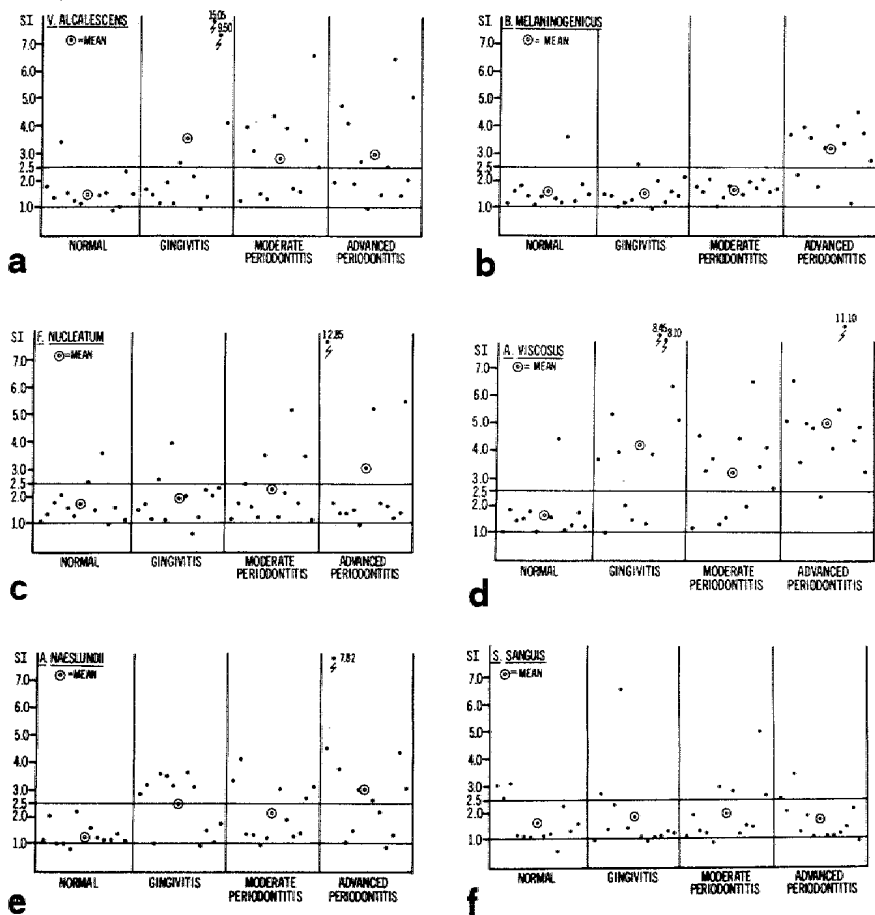 V. ALCALESCENS
SI
=MEAN
15.05
9.50
7.0
6.0
5.0
4.0
3.0
2.5
2.0
1.0
NORMAL GINGIVITIS MODERATE PERIODONTITIS ADVANCED PERIODONTITIS
a
B. MELANINOGENICUS
SI
= MEAN
7.0
6.0
5.0
4.0
3.0
2.5
2.0
1.0
NORMAL GINGIVITIS MODERATE PERIODONTITIS ADVANCED PERIODONTITIS
b
F. NUCLEATUM
SI
=MEAN
12.85
7.0
6.0
5.0
4.0
3.0
2.5
2.0
1.0
NORMAL GINGIVITIS MODERATE PERIODONTITIS ADVANCED PERIODONTITIS
c
A. VISCOSUS
SI
= MEAN
8.45
8.10
11.10
7.0
6.0
5.0
4.0
3.0
2.5
2.0
1.0
NORMAL GINGIVITIS MODERATE PERIODONTITIS ADVANCED PERIODONTITIS
d
A. NAESLUNDII
SI
=MEAN
7.82
7.0
6.0
5.0
4.0
3.0
2.5
2.0
1.0
NORMAL GINGIVITIS MODERATE PERIODONTITIS ADVANCED PERIODONTITIS
e
S. SANGUIS
SI
=MEAN
7.0
6.0
5.0
4.0
3.0
2.5
2.0
1.0
NORMAL GINGIVITIS MODERATE PERIODONTITIS ADVANCED PERIODONTITIS
f